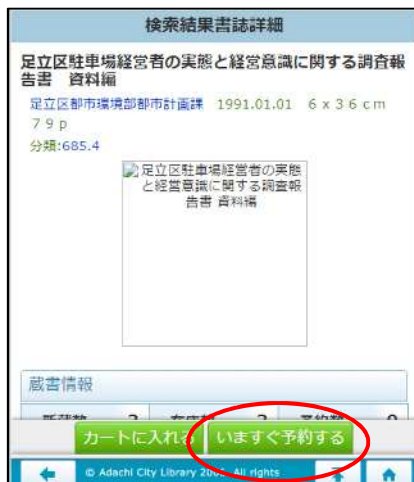 検索結果書誌詳細
足立区駐車場経営者の実態と経営意識に関する調査報
告書 資料編
足立区都市環境部都市計画課 1991.01.01 6 x 3 6 c m
7 9 p
分類:685.4
足立区駐車場経営者の実態
と経営意識に関する調査報
告書 資料編
蔵書情報
カートに入れる いますぐ予約する
© Adachi City Library All rights